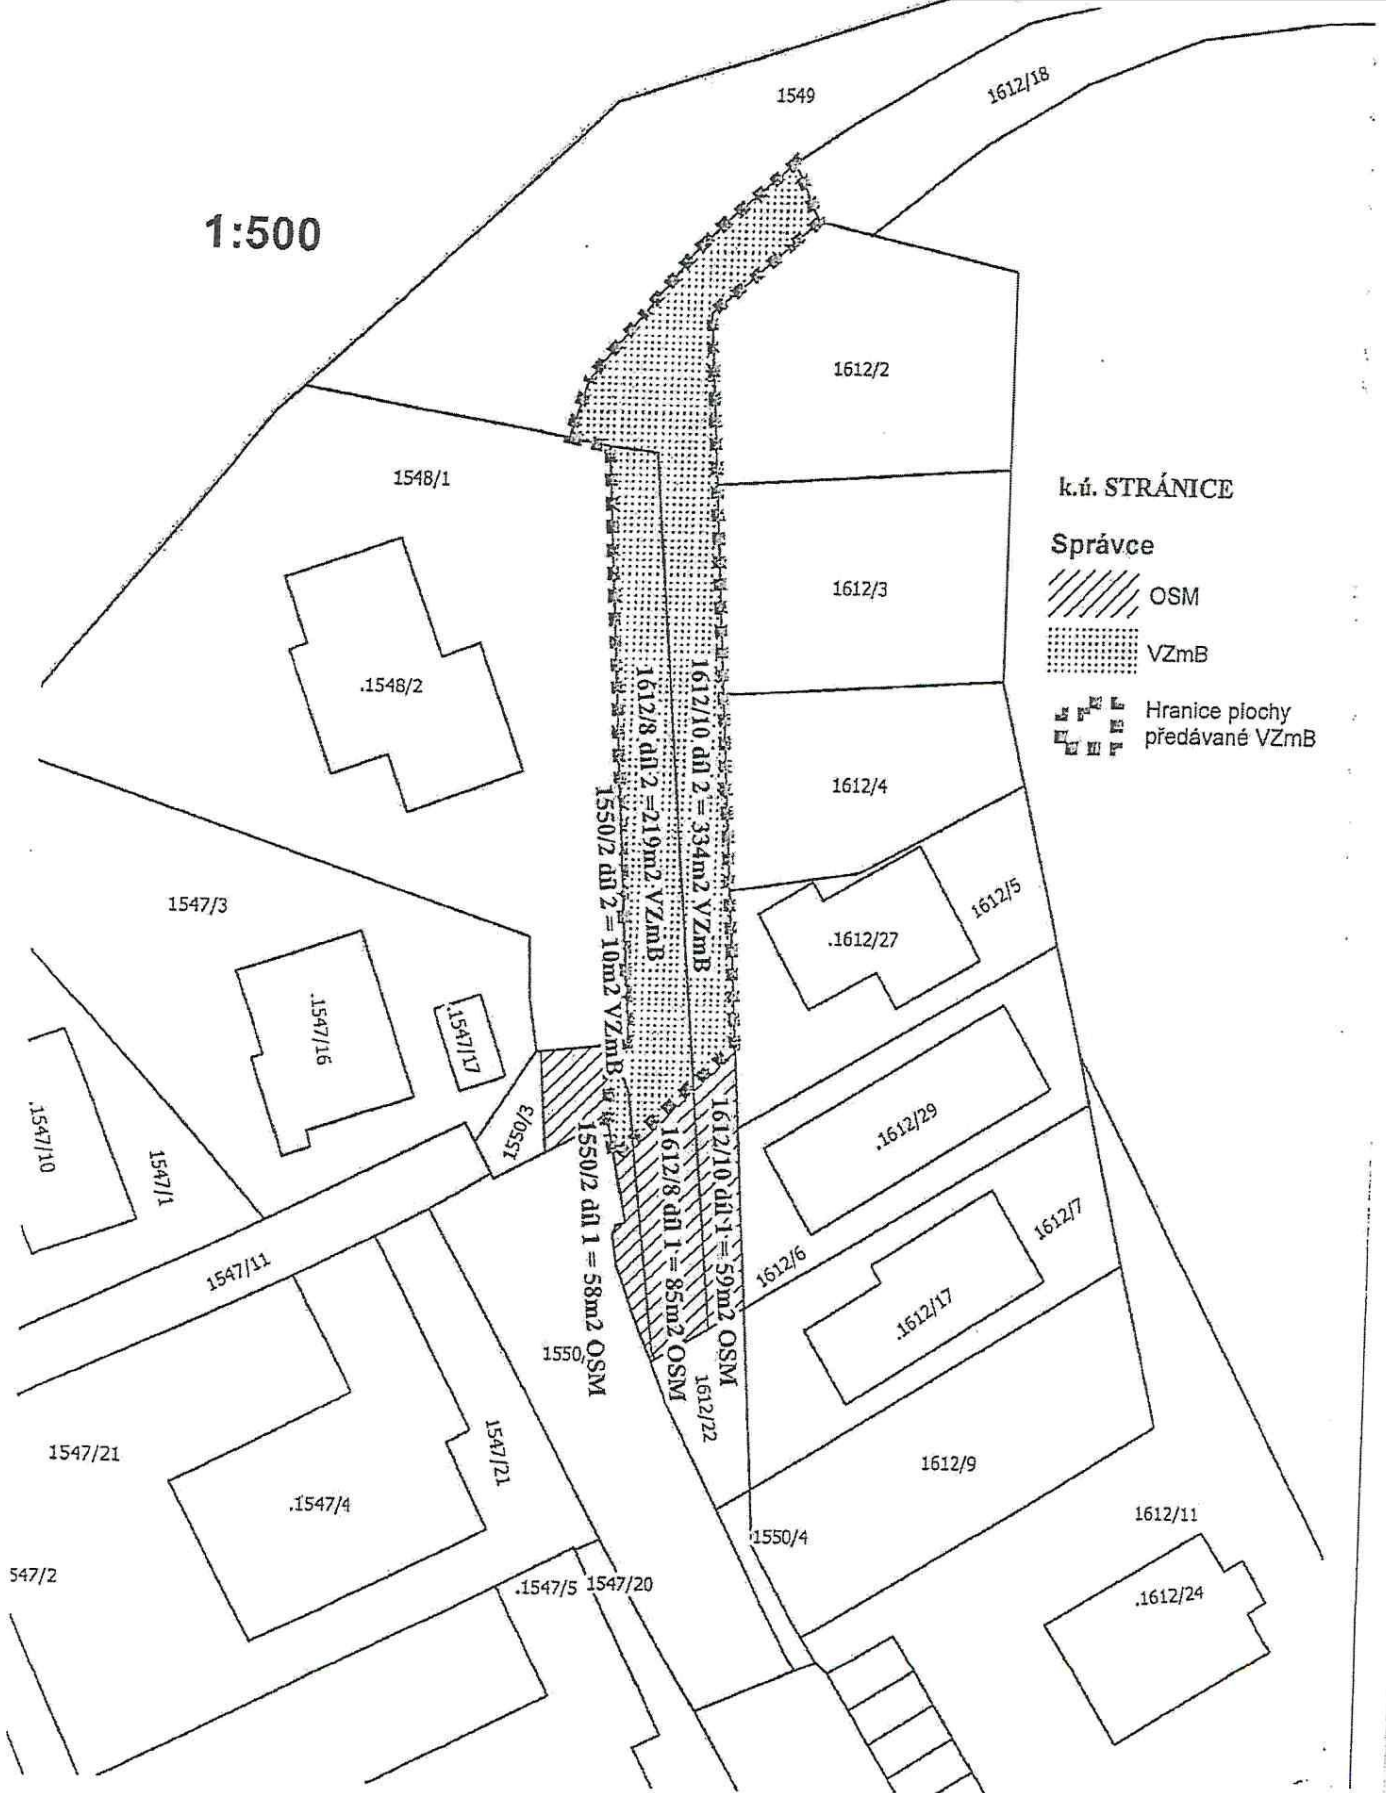 1549
1612/18
1:500
1612/2
1548/1
k.ú. STRÁNICE
Správce
OSM
VZmB
Hranice plochy
předávané VZmB
1612/3
.1548/2
1612/10 díl 2 = 334m2 VZmB
1612/8 díl 2 =219m2 VZmB
1550/2 díl 2 = 10m2 VZmB
1612/4
1547/3
1612/5
.1612/27
.1547/16
.1547/17
.1547/10
1547/1
1550/3
.1612/29
1612/10 díl 1 = 59m2 OSM
1612/8 díl 1 = 85m2 OSM
1550/2 díl 1 = 58m2 OSM
1612/7
1612/6
1547/11
.1612/17
1550/
1612/22
1547/21
1547/21
.1547/4
1612/9
1612/11
1550/4
547/2
.1547/5
1547/20
.1612/24